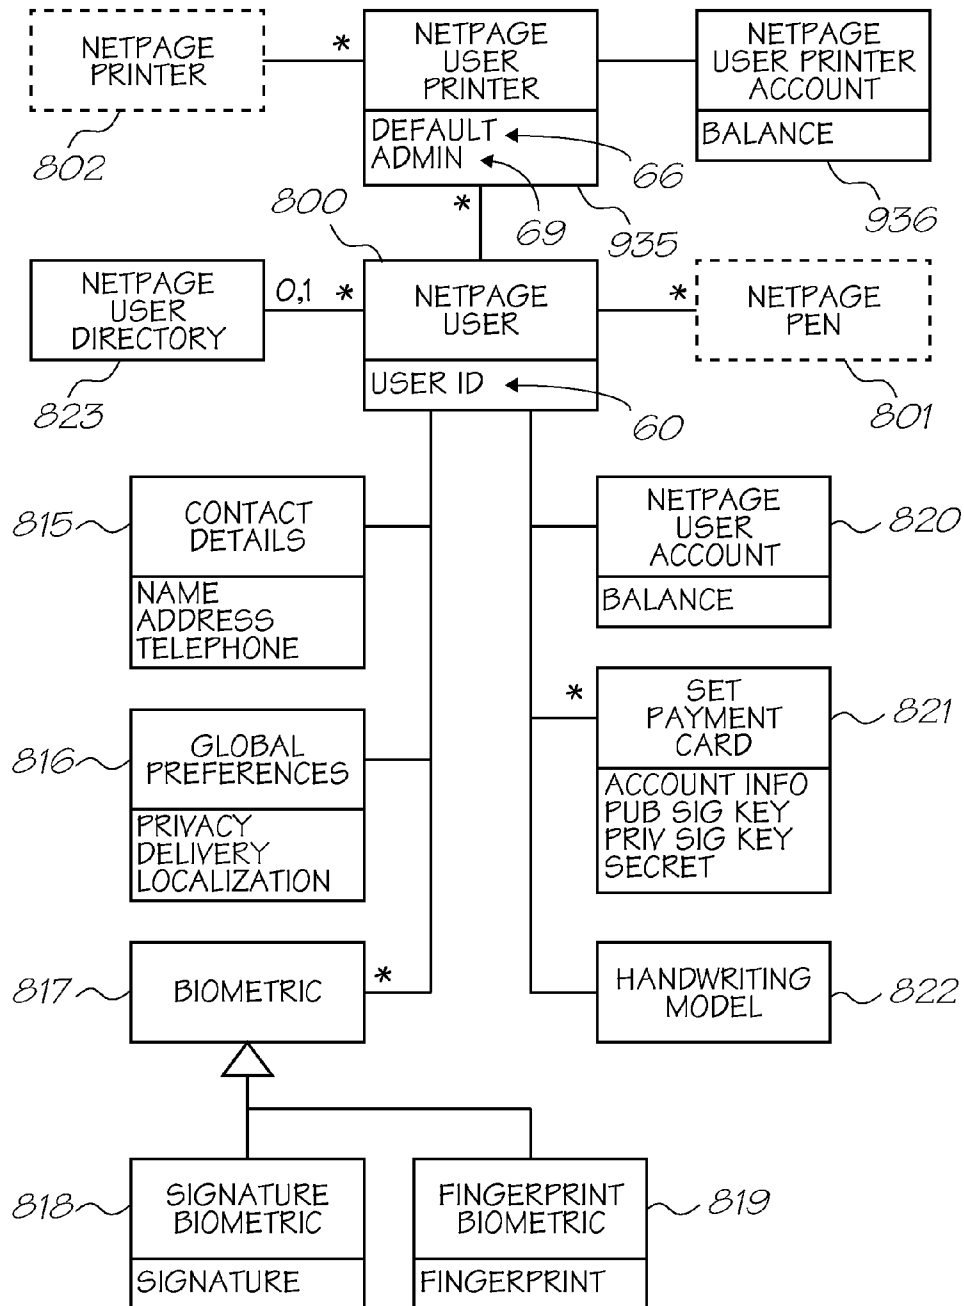 NETPAGE
PRINTER
802
*
NETPAGE
USER
PRINTER
DEFAULT
ADMIN
66
69
935
NETPAGE
USER PRINTER
ACCOUNT
BALANCE
936
*
800
NETPAGE
USER
DIRECTORY
823
0,1 *
NETPAGE
USER
USER ID
60
*
NETPAGE
PEN
801
815
CONTACT
DETAILS
NAME
ADDRESS
TELEPHONE
NETPAGE
USER
ACCOUNT
BALANCE
820
816
GLOBAL
PREFERENCES
PRIVACY
DELIVERY
LOCALIZATION
*
SET
PAYMENT
CARD
ACCOUNT INFO
PUB SIG KEY
PRIV SIG KEY
SECRET
821
817
BIOMETRIC
*
HANDWRITING
MODEL
822
818
SIGNATURE
BIOMETRIC
SIGNATURE
FINGERPRINT
BIOMETRIC
FINGERPRINT
819